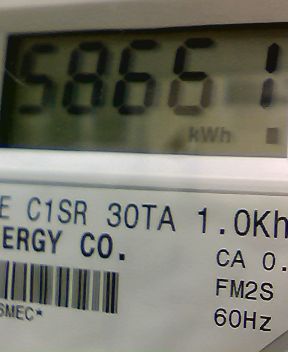 58661
kWh
E C1SR 30TA 1.0Kh
ERGY CO.
CA 0.
FM2S
SMEC*
60Hz